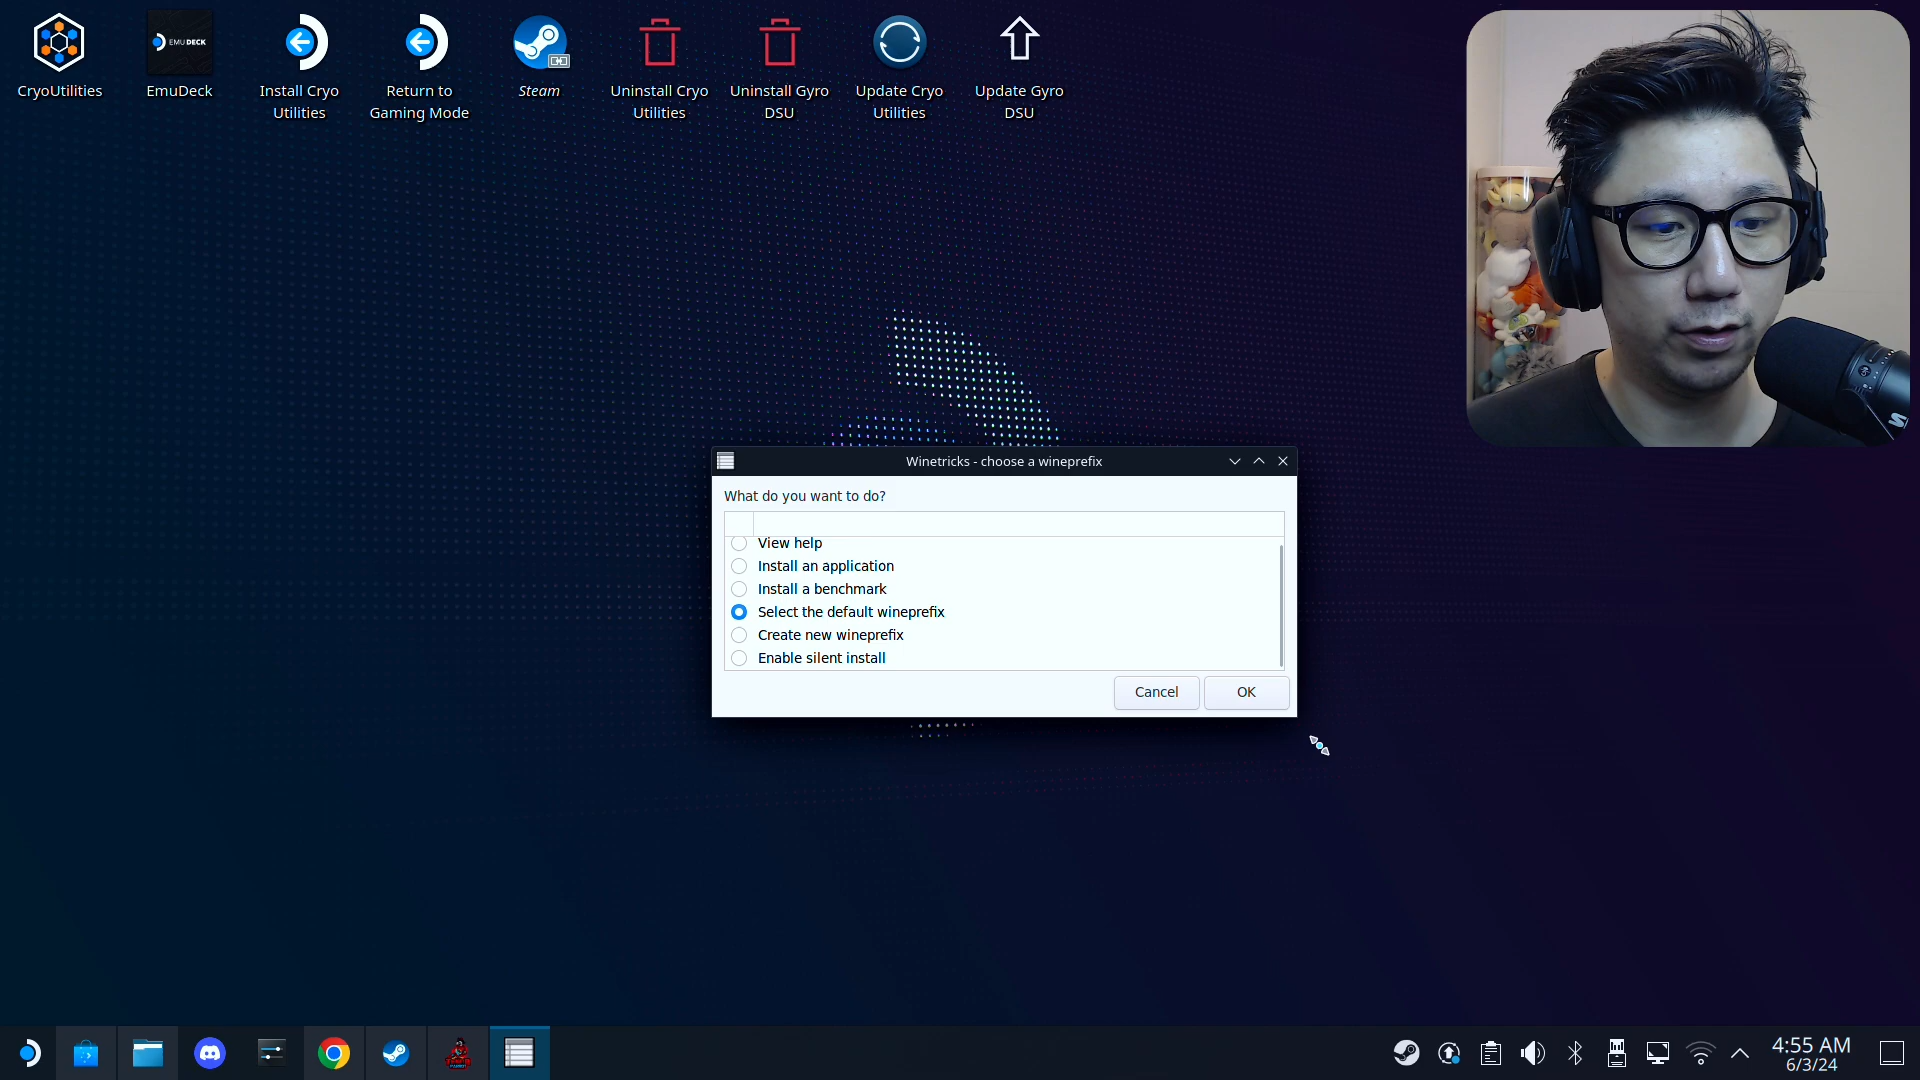 CryoUtilities
EMUDECK
EmuDeck
Install Cryo
Utilities
Return to
Gaming Mode
Steam
Uninstall Cryo
Utilities
Uninstall Gyro
DSU
Update Cryo
Utilities
Update Gyro
DSU
Winetricks - choose a wineprefix
What do you want to do?
View help
Install an application
Install a benchmark
Select the default wineprefix
Create new wineprefix
Enable silent install
Cancel
OK
4:55 AM
6/3/24